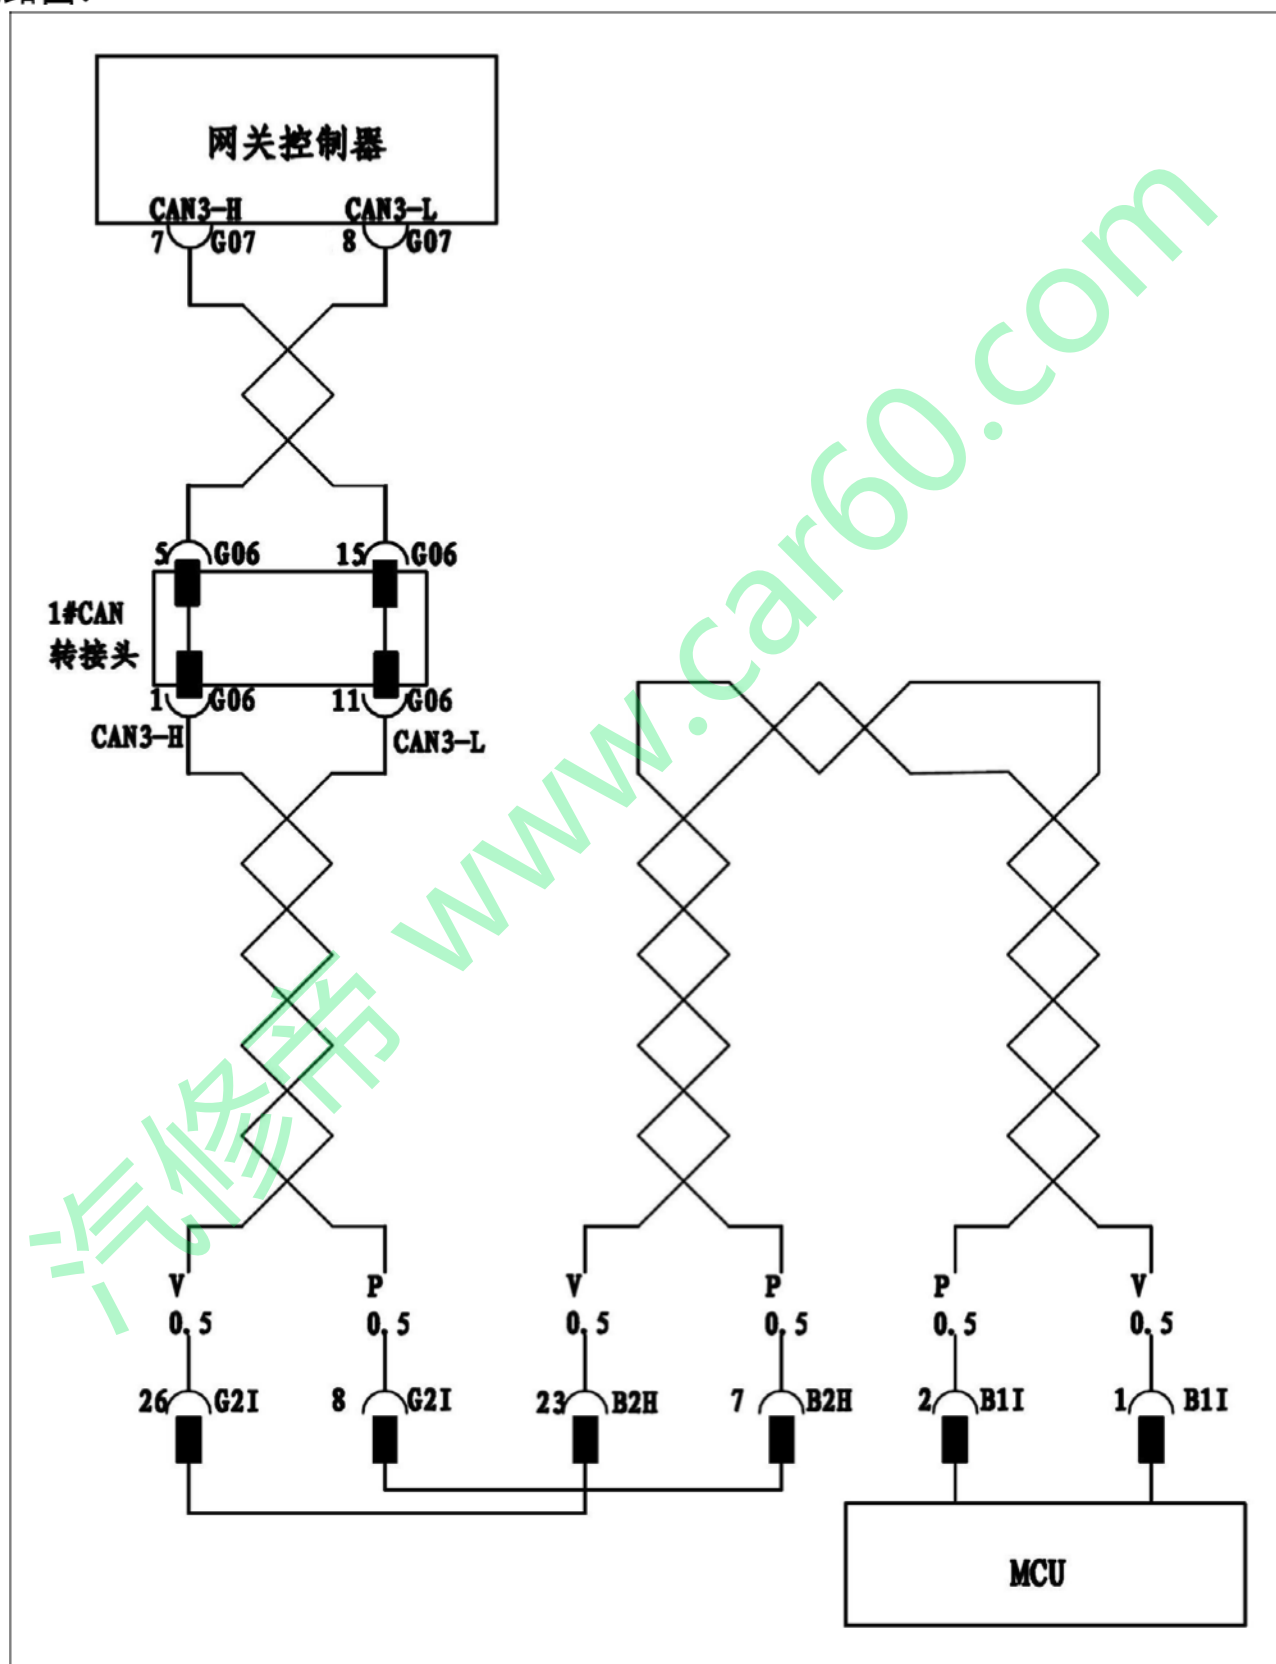 网关控制器
CAN3-H CAN3-L
7 G07 8 G07
5 G06 15 G06
1#CAN
转接头
1 G06 11 G06
CAN3-H CAN3-L
V P V P P V
0.5 0.5 0.5 0.5 0.5 0.5
26 G2I 8 G2I 23 B2H 7 B2H 2 B1I 1 B1I
MCU
汽修帝 www.car60.com